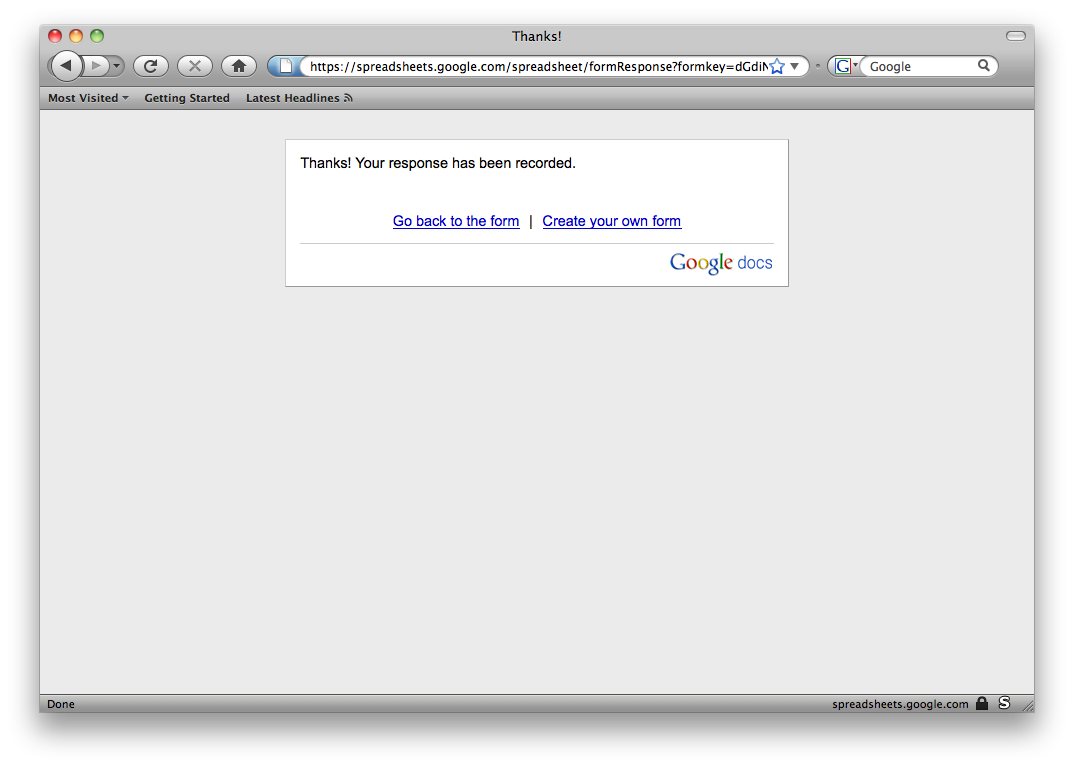 Thanks!
https://spreadsheets.google.com/spreadsheet/formResponse?formkey=dGdiN
Google
Most Visited Getting Started Latest Headlines
Thanks! Your response has been recorded.
Go back to the form | Create your own form
Google docs
Done spreadsheets.google.com S